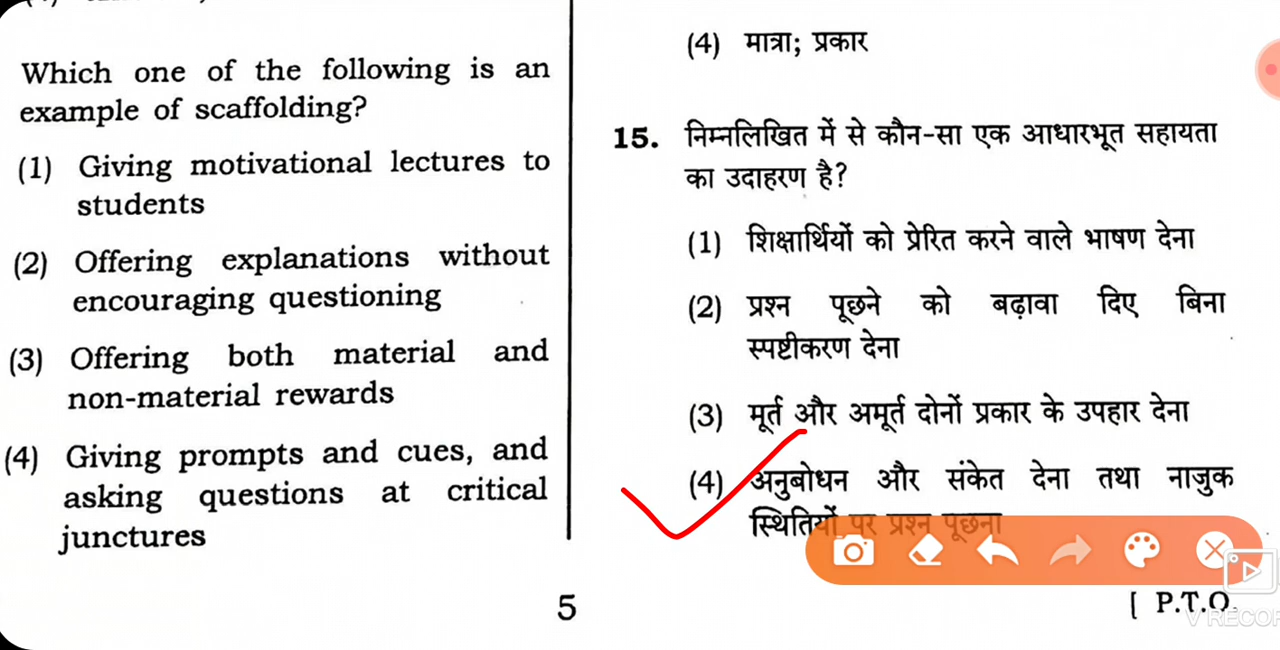 Which one of the following is an
example of scaffolding?
(1) Giving motivational lectures to
students
(2) Offering explanations without
encouraging questioning
(3) Offering both material and
non-material rewards
(4) Giving prompts and cues, and
asking questions at critical
junctures
(4) मात्रा; प्रकार
15. निम्नलिखित में से कौन-सा एक आधारभूत सहायता
का उदाहरण है?
(1) शिक्षार्थियों को प्रेरित करने वाले भाषण देना
(2) प्रश्न पूछने को बढ़ावा दिए बिना
स्पष्टीकरण देना
(3) मूर्त और अमूर्त दोनों प्रकार के उपहार देना
(4) अनुबोधन और संकेत देना तथा नाजुक
स्थितियों पर प्रश्न पूछना
5
[ P.T.O.